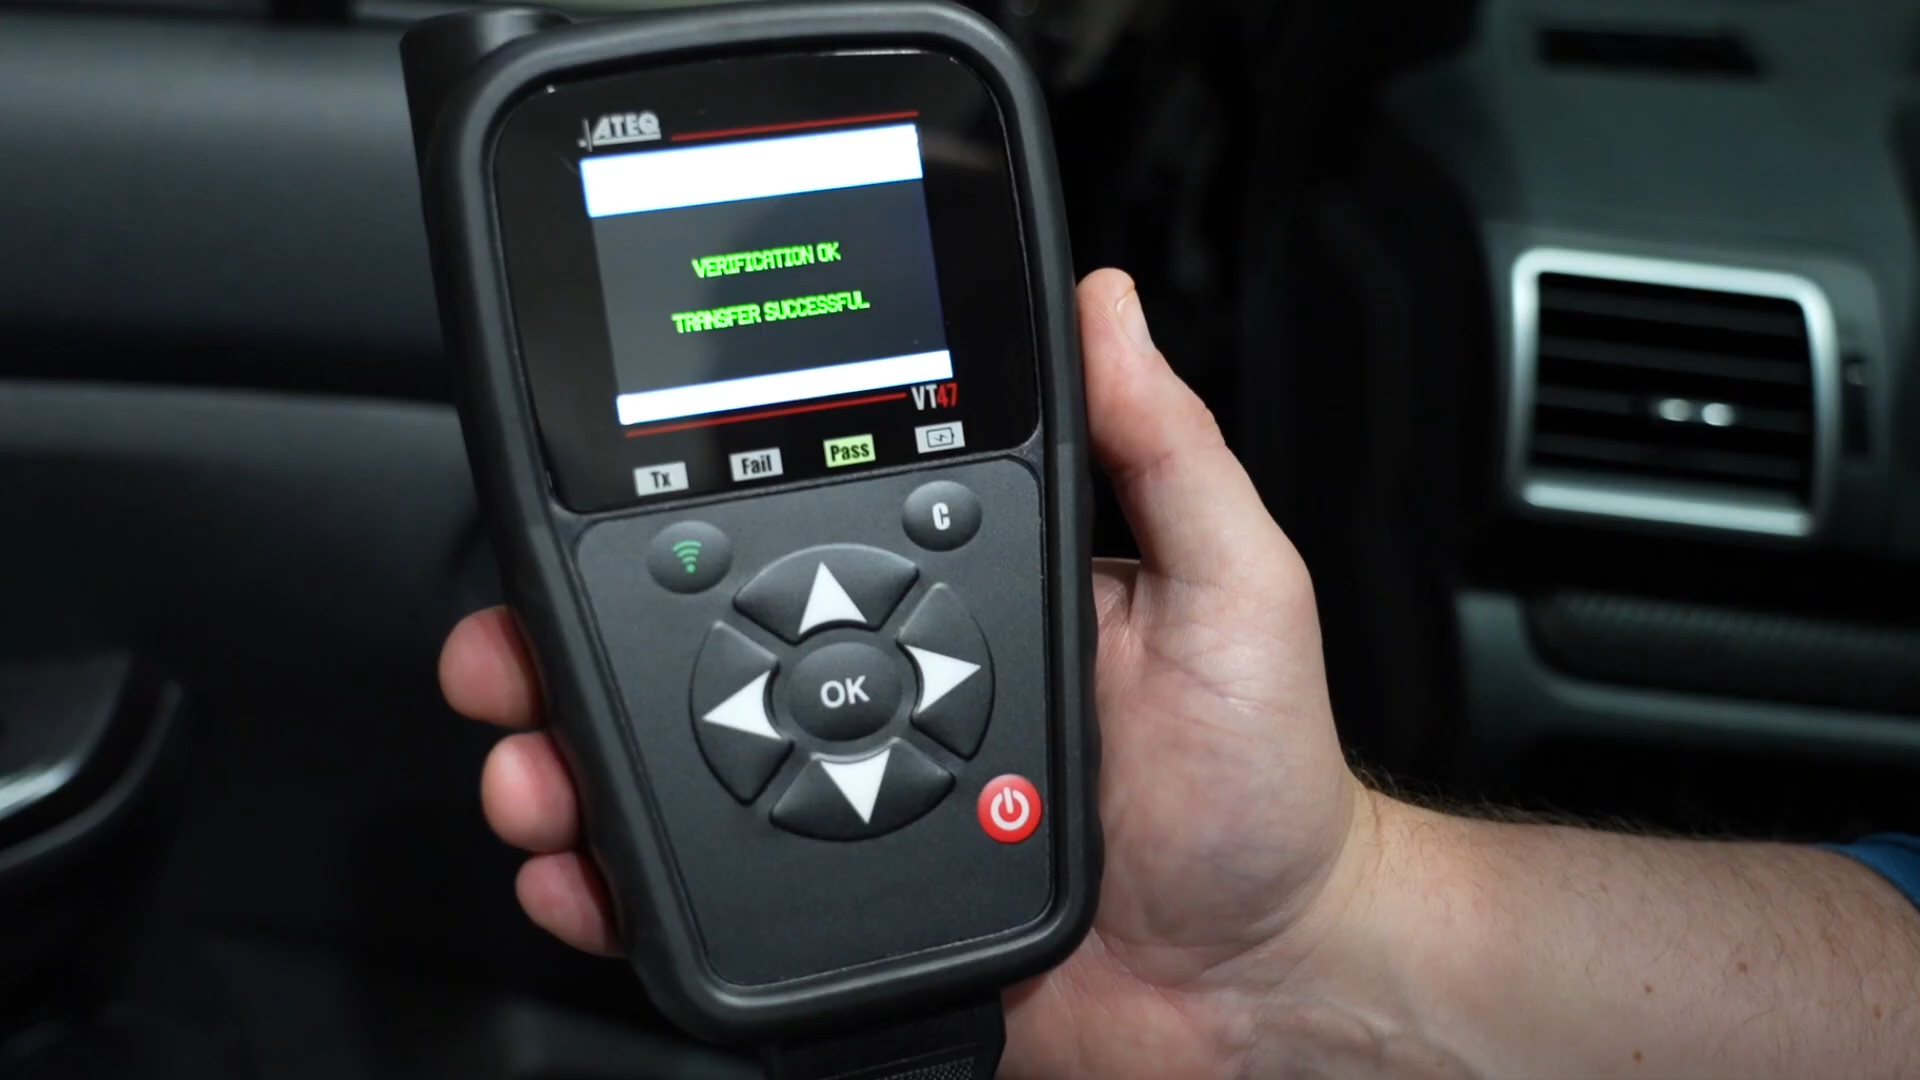 ATEQ
VERIFICATION OK
TRANSFER SUCCESSFUL
VT47
Tx Fail Pass
C
OK